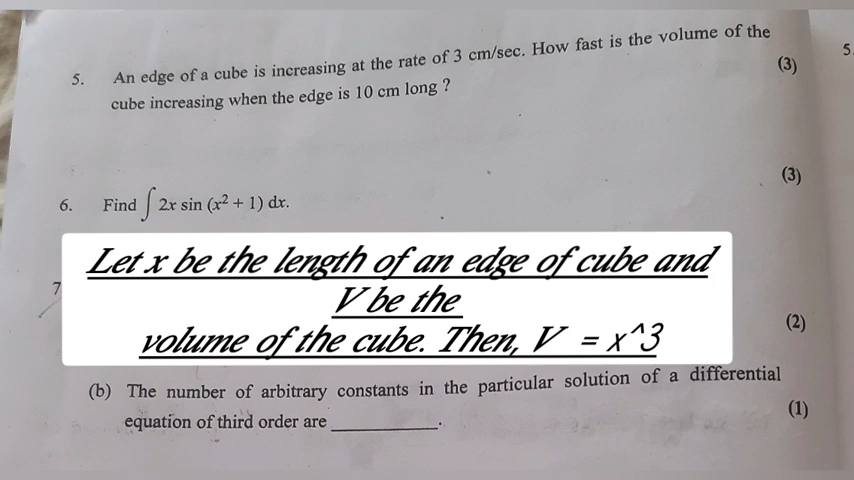 5. An edge of a cube is increasing at the rate of 3 cm/sec. How fast is the volume of the
cube increasing when the edge is 10 cm long ?
(3)
5
6. Find ∫ 2x sin (x² + 1) dx.
(3)
7
Let x be the length of an edge of cube and
V be the
volume of the cube. Then, V = x^3
(2)
(b) The number of arbitrary constants in the particular solution of a differential
equation of third order are ____________.
(1)